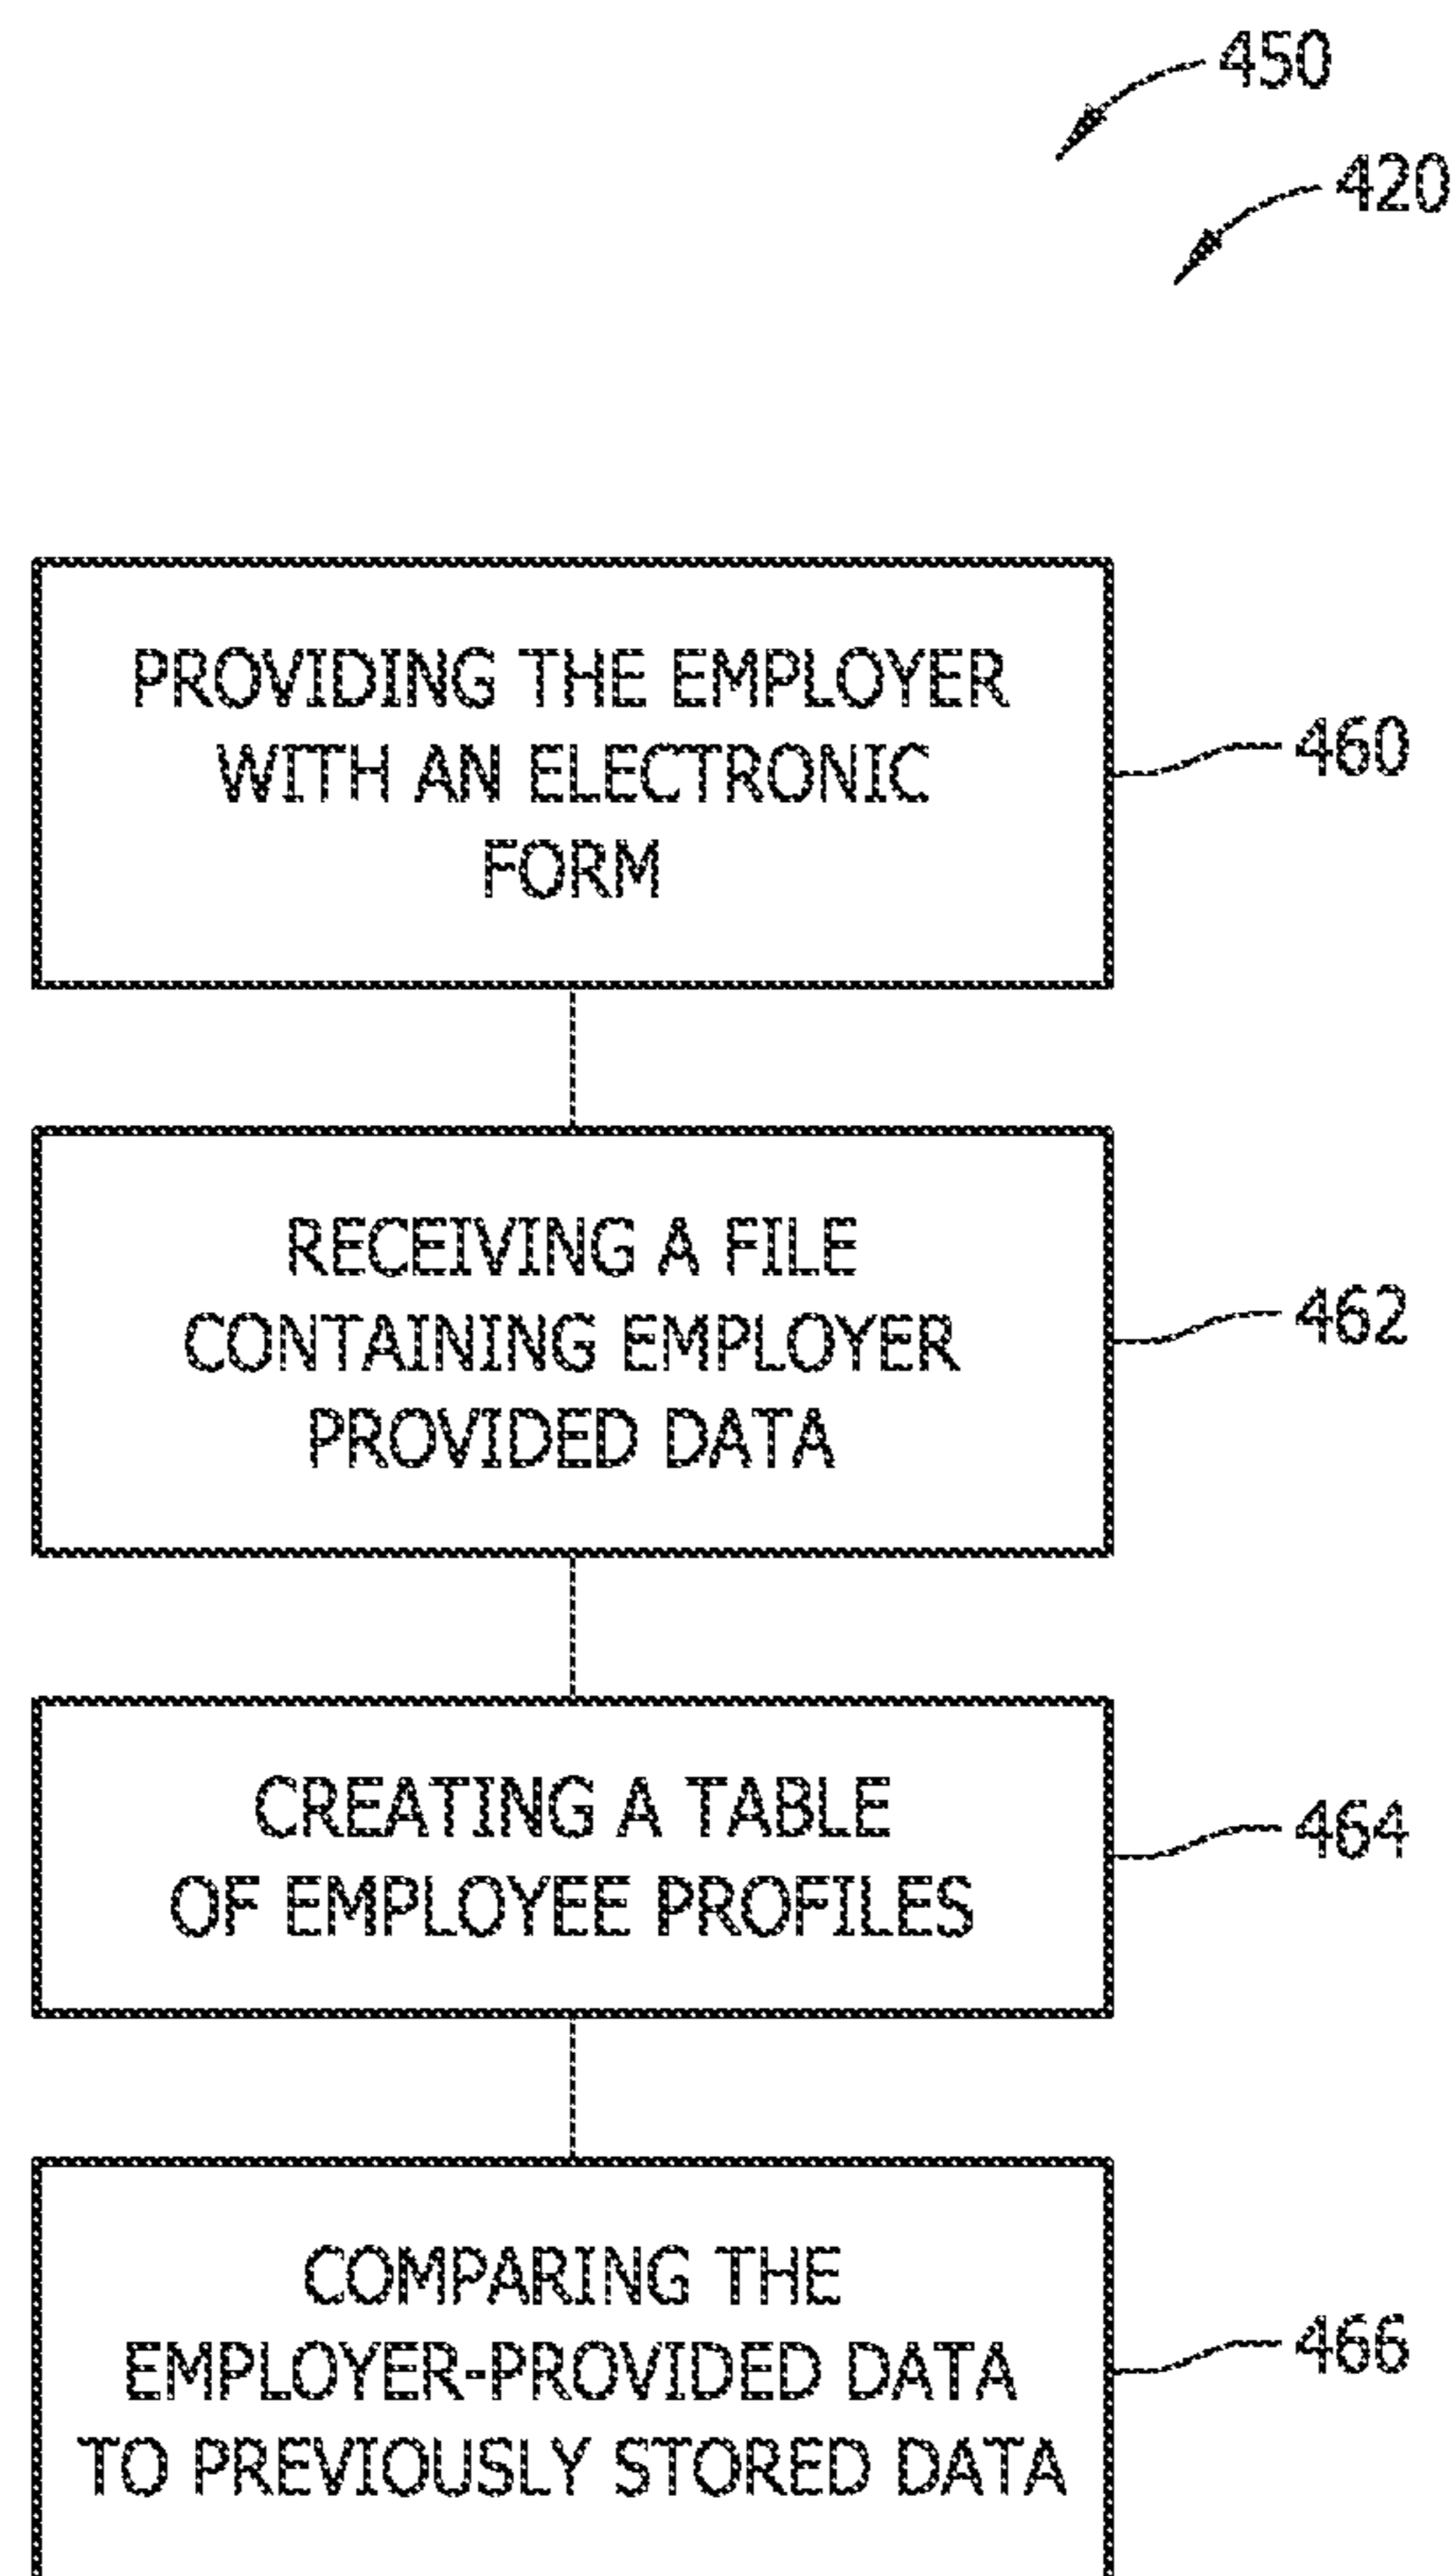 450
420
PROVIDING THE EMPLOYER
WITH AN ELECTRONIC
FORM
460
RECEIVING A FILE
CONTAINING EMPLOYER
PROVIDED DATA
462
CREATING A TABLE
OF EMPLOYEE PROFILES
464
COMPARING THE
EMPLOYER-PROVIDED DATA
TO PREVIOUSLY STORED DATA
466